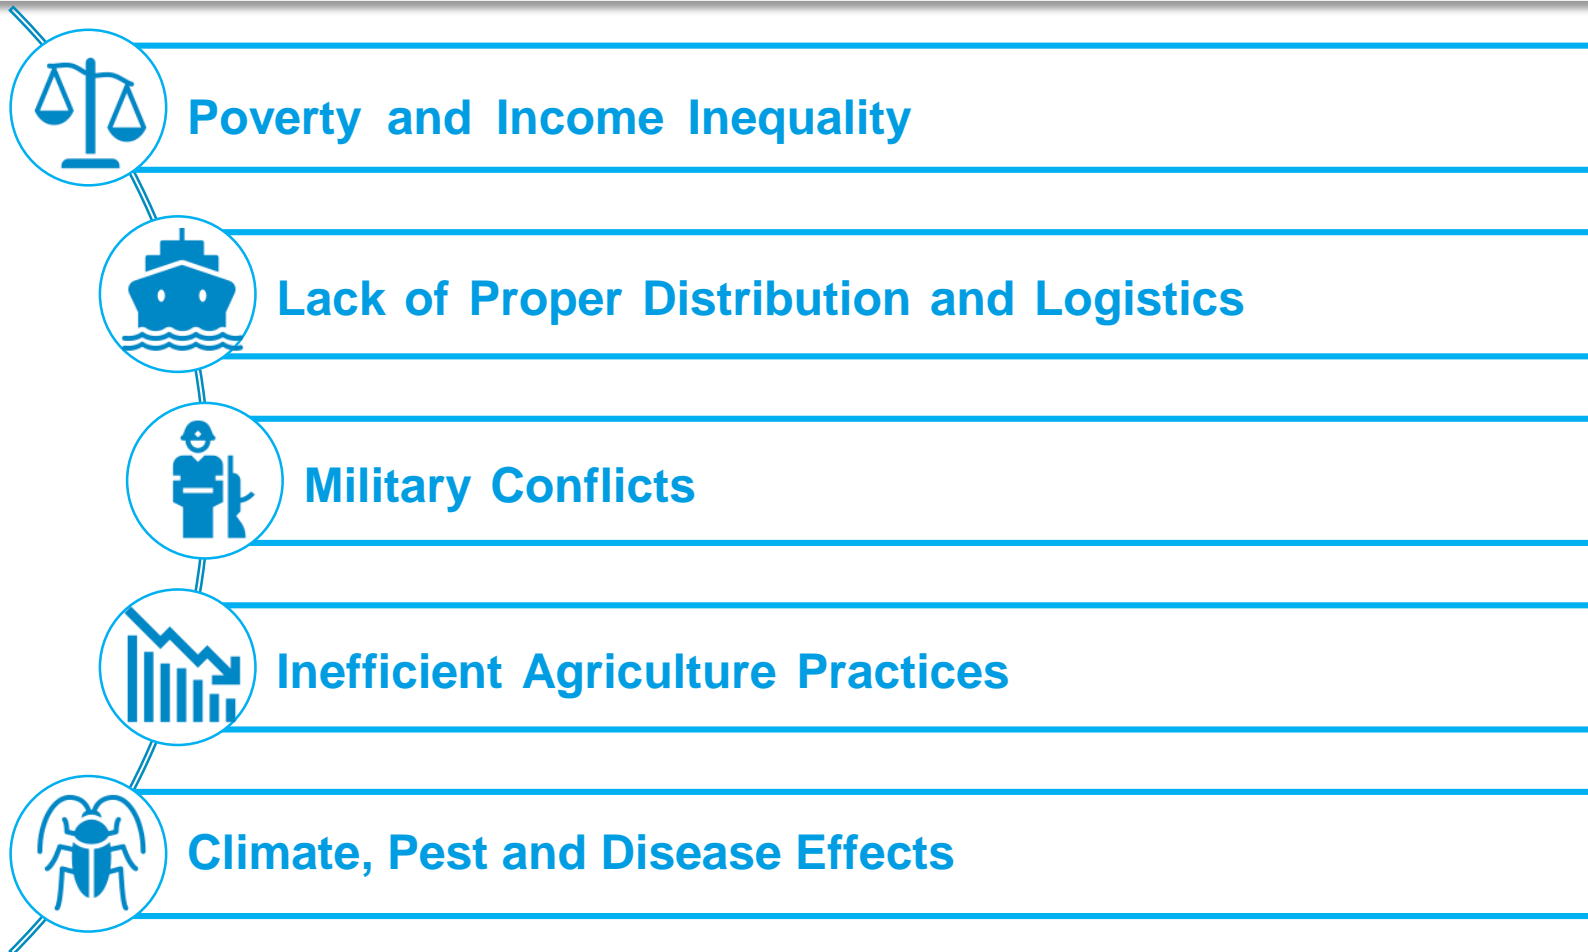 Poverty and Income Inequality
Lack of Proper Distribution and Logistics
Military Conflicts
Inefficient Agriculture Practices
Climate, Pest and Disease Effects